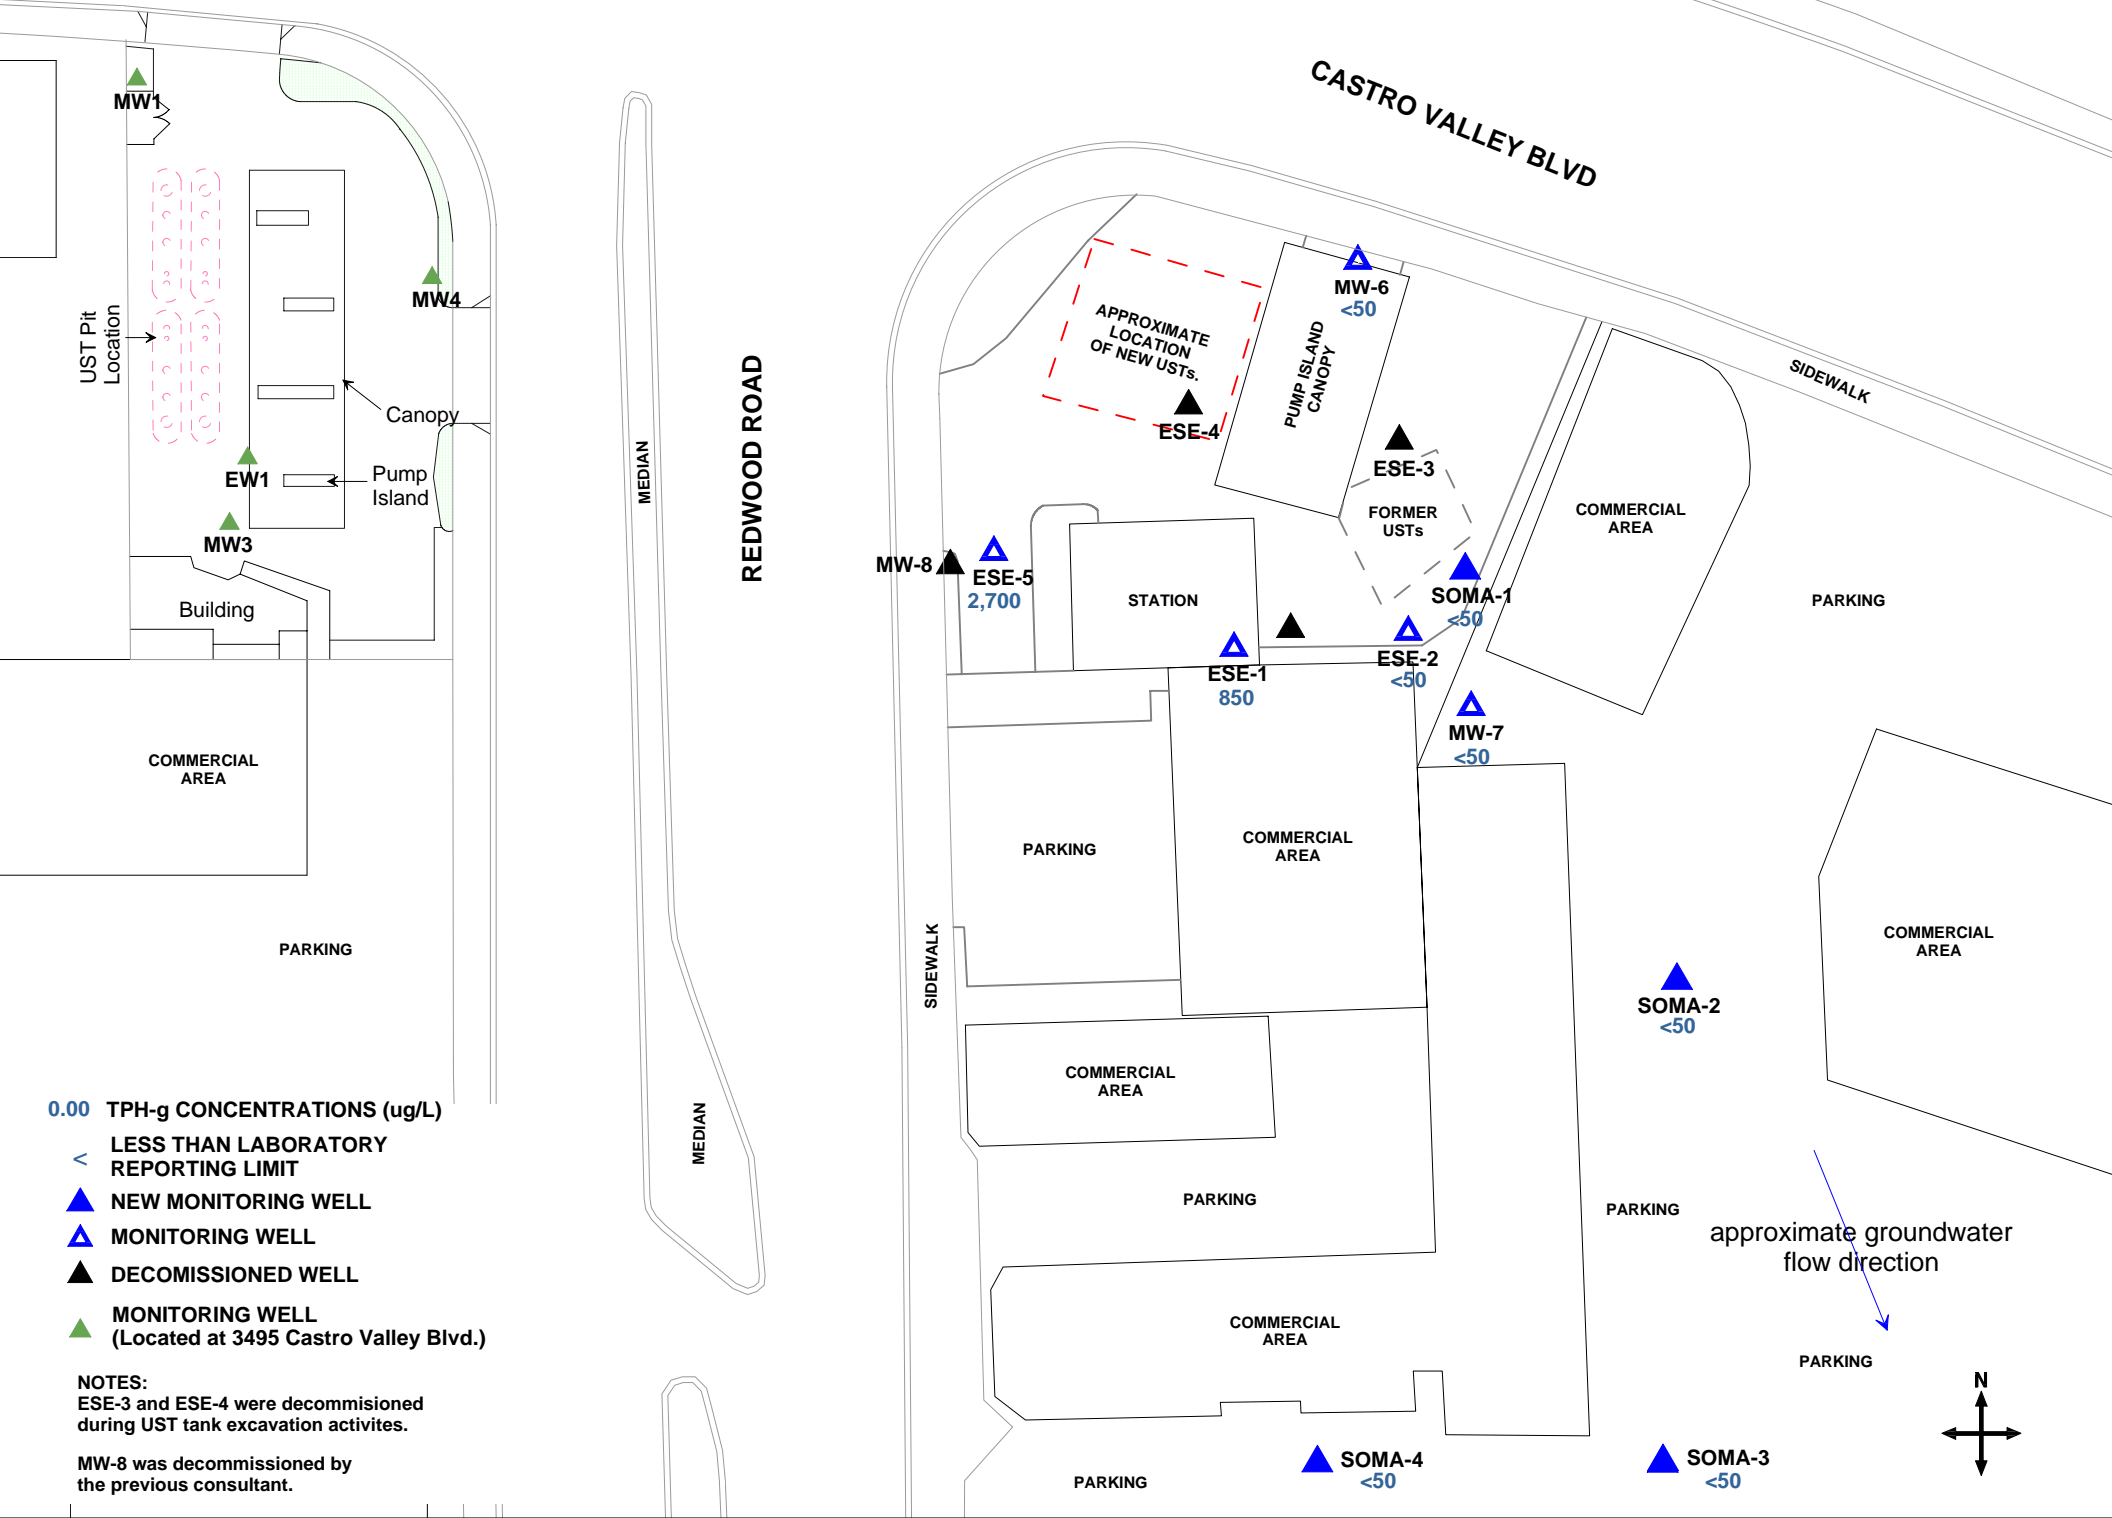 CASTRO VALLEY BLVD
MW1
MW4
UST Pit
Location
Canopy
EW1
Pump
Island
MW3
Building
COMMERCIAL
AREA
PARKING
MEDIAN
REDWOOD ROAD
MEDIAN
APPROXIMATE
LOCATION
OF NEW USTs.
ESE-4
PUMP ISLAND
CANOPY
MW-6
<50
ESE-3
FORMER
USTs
SIDEWALK
COMMERCIAL
AREA
PARKING
MW-8
ESE-5
2,700
STATION
SOMA-1
<50
ESE-1
850
ESE-2
<50
MW-7
<50
PARKING
COMMERCIAL
AREA
COMMERCIAL
AREA
SIDEWALK
SOMA-2
<50
COMMERCIAL
AREA
PARKING
PARKING
approximate groundwater
flow direction
COMMERCIAL
AREA
PARKING
N
SOMA-4
<50
SOMA-3
<50
PARKING
0.00 TPH-g CONCENTRATIONS (ug/L)
< LESS THAN LABORATORY
REPORTING LIMIT
NEW MONITORING WELL
MONITORING WELL
DECOMISSIONED WELL
MONITORING WELL
(Located at 3495 Castro Valley Blvd.)
NOTES:
ESE-3 and ESE-4 were decommisioned
during UST tank excavation activites.
MW-8 was decommissioned by
the previous consultant.